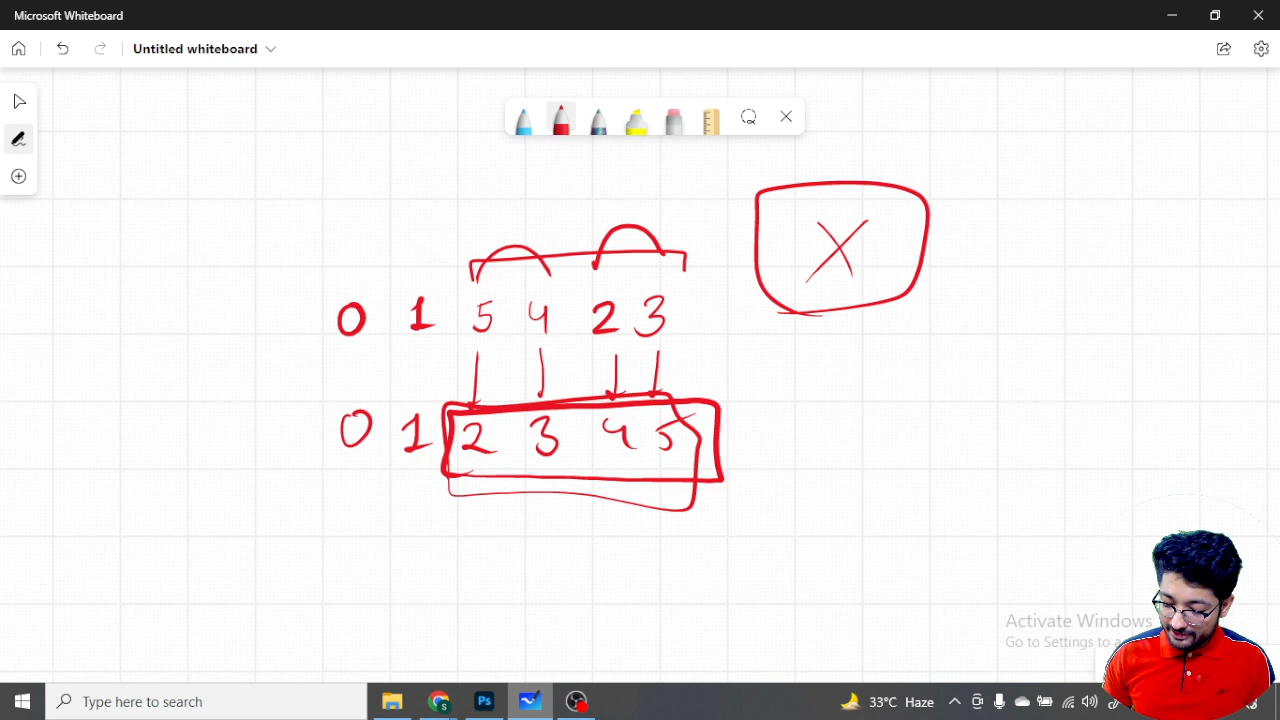 Microsoft Whiteboard
Untitled whiteboard
X
0 1 5 4 2 3
0 1 2 3 4 5
Activate Windows
Go to Settings to a
Type here to search
33°C Haze